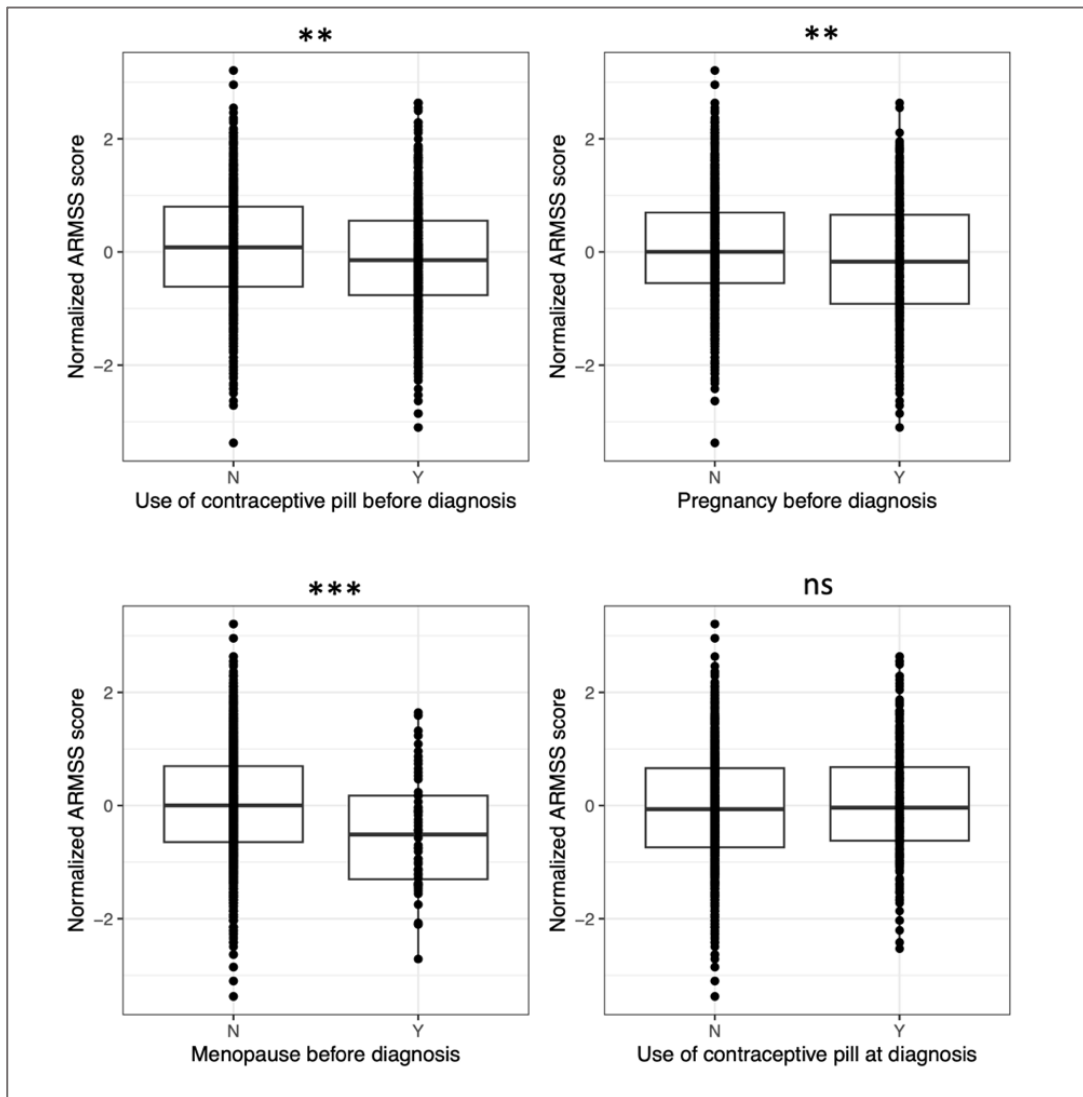 **
Normalized ARMSS score
2
0
−2
N Y
Use of contraceptive pill before diagnosis
**
Normalized ARMSS score
2
0
−2
N Y
Pregnancy before diagnosis
***
Normalized ARMSS score
2
0
−2
N Y
Menopause before diagnosis
ns
Normalized ARMSS score
2
0
−2
N Y
Use of contraceptive pill at diagnosis